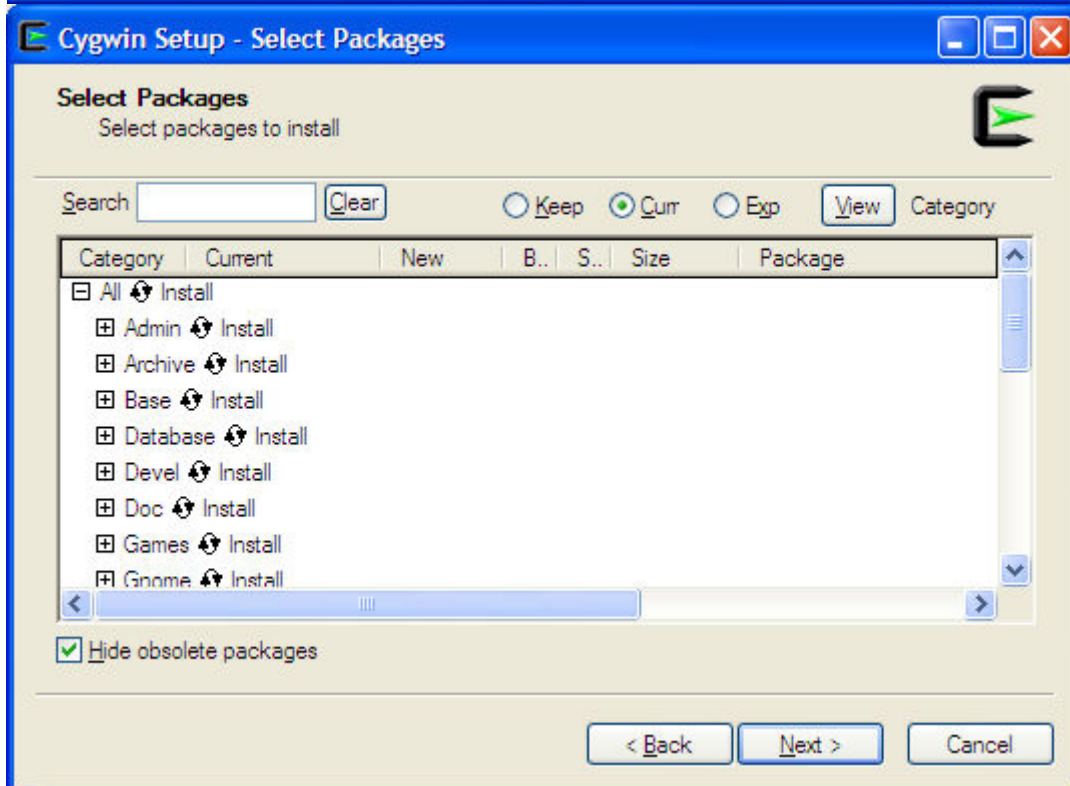 Cygwin Setup - Select Packages
Select Packages
Select packages to install
Search Clear Keep Curr Exp View Category
Category Current New B.. S.. Size Package
All Install
Admin Install
Archive Install
Base Install
Database Install
Devel Install
Doc Install
Games Install
Gnome Install
Hide obsolete packages
< Back Next > Cancel